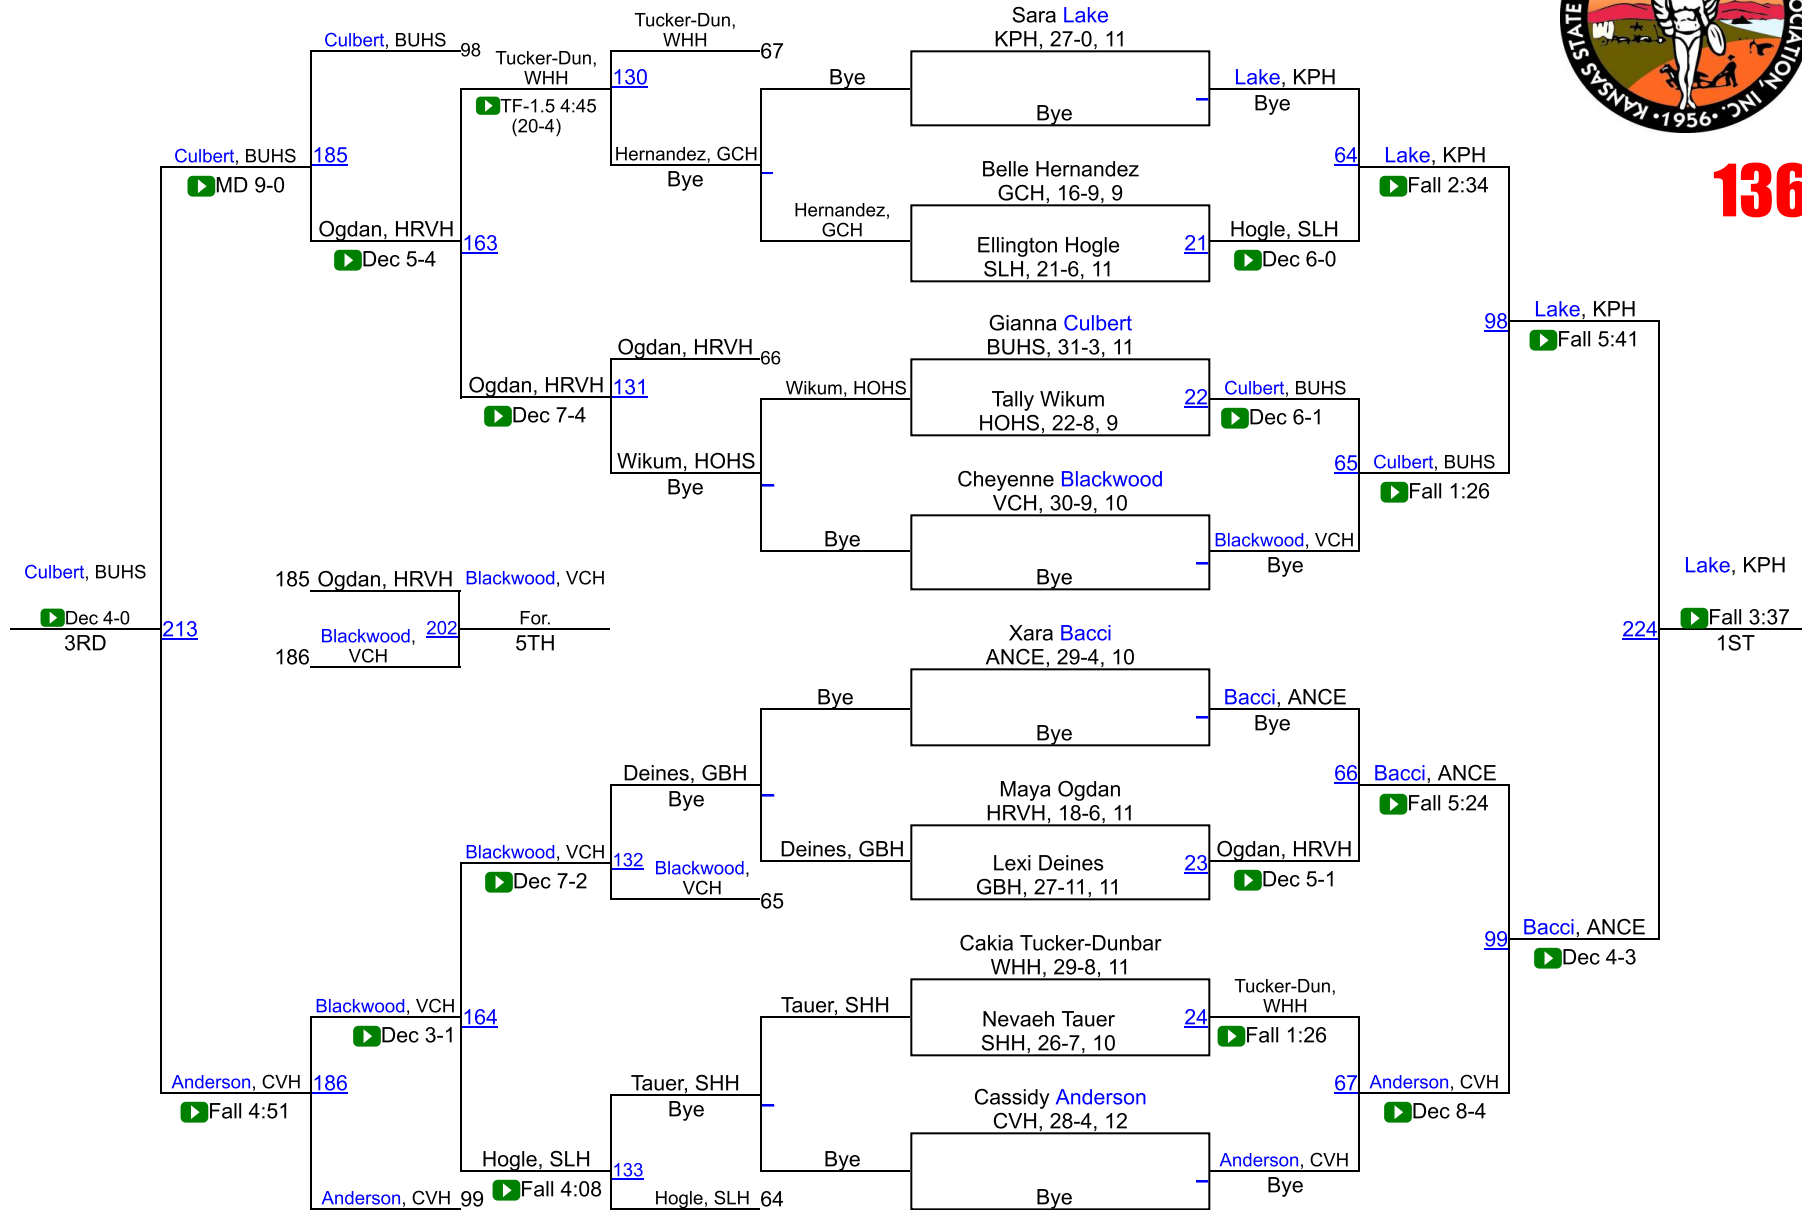 Culbert, BUHS
98
Tucker-Dun,
WHH
TF-1.5 4:45
(20-4)
Tucker-Dun,
WHH
67
130
Hernandez, GCH
Bye
Culbert, BUHS
MD 9-0
185
Ogdan, HRVH
Dec 5-4
163
Ogdan, HRVH
Dec 7-4
Ogdan, HRVH
66
131
Wikum, HOHS
Bye
Bye
Hernandez,
GCH
Wikum, HOHS
Bye
Sara Lake
KPH, 27-0, 11
Bye
Belle Hernandez
GCH, 16-9, 9
Ellington Hogle
SLH, 21-6, 11
21
Gianna Culbert
BUHS, 31-3, 11
Tally Wikum
HOHS, 22-8, 9
22
Cheyenne Blackwood
VCH, 30-9, 10
Bye
Lake, KPH
Bye
64
Hogle, SLH
Dec 6-0
Culbert, BUHS
Dec 6-1
65
Blackwood, VCH
Bye
Lake, KPH
Fall 2:34
98
Culbert, BUHS
Fall 1:26
Lake, KPH
Fall 5:41
KANSAS STATE
OCIATION, INC.
•1956•
136
Culbert, BUHS
Dec 4-0
3RD
213
185
Ogdan, HRVH
Blackwood, VCH
186
Blackwood,
VCH
202
For.
5TH
Lake, KPH
224
Fall 3:37
1ST
Xara Bacci
ANCE, 29-4, 10
Bye
Maya Ogdan
HRVH, 18-6, 11
Lexi Deines
GBH, 27-11, 11
23
Cakia Tucker-Dunbar
WHH, 29-8, 11
Nevaeh Tauer
SHH, 26-7, 10
24
Cassidy Anderson
CVH, 28-4, 12
Bye
Bye
Deines, GBH
Bye
Deines, GBH
Blackwood, VCH
Dec 7-2
132
Blackwood,
VCH
65
Blackwood, VCH
Dec 3-1
164
Tauer, SHH
Tauer, SHH
Bye
Bye
Anderson, CVH
Fall 4:51
186
Hogle, SLH
Fall 4:08
133
Hogle, SLH
64
Anderson, CVH
99
Bacci, ANCE
Bye
66
Ogdan, HRVH
Dec 5-1
Bacci, ANCE
Fall 5:24
Tucker-Dun,
WHH
Fall 1:26
67
Anderson, CVH
Bye
Anderson, CVH
Dec 8-4
99
Bacci, ANCE
Dec 4-3